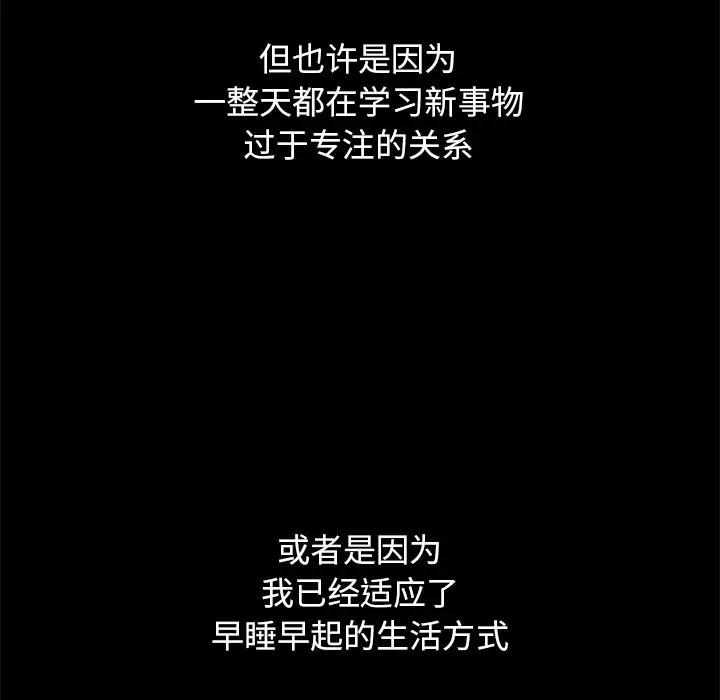 但也许是因为
一整天都在学习新事物
过于专注的关系
或者是因为
我已经适应了
早睡早起的生活方式